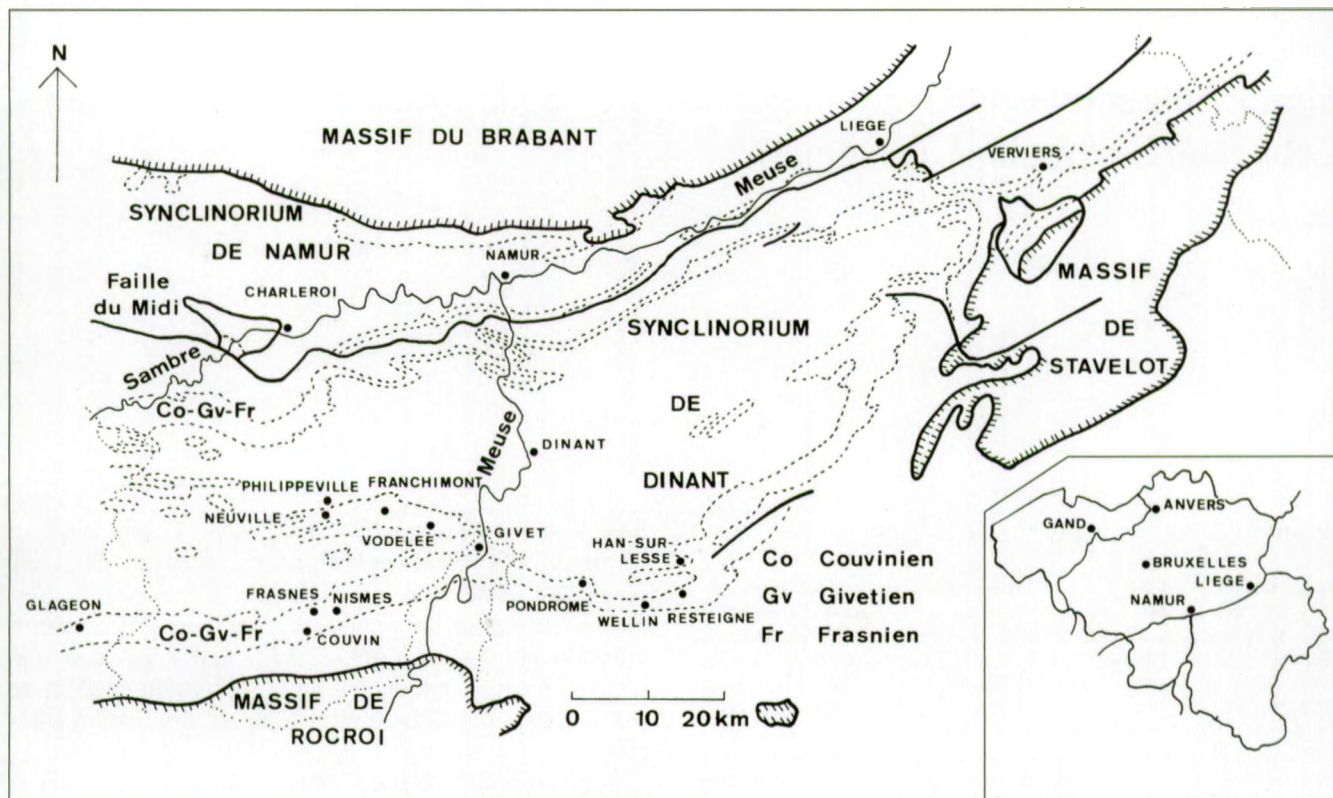 N
MASSIF DU BRABANT
LIEGE
Meuse
VERVIERS
SYNCLINORIUM
DE NAMUR
NAMUR
Faille
du Midi
CHARLEROI
MASSIF
DE
STAVELOT
SYNCLINORIUM
DE
DINANT
Sambre
Co-Gv-Fr
Meuse
DINANT
PHILIPPEVILLE
FRANCHIMONT
NEUVILLE
VODELEE
GIVET
HAN-SUR-
LESSE
GLAGEON
FRASNES
NISMES
Co-Gv-Fr
COUVIN
PONDROME
WELLIN
RESTEIGNE
Co Couvinien
Gv Givetien
Fr Frasnien
MASSIF DE
ROCROI
0 10 20 km
ANVERS
GAND
BRUXELLES
LIEGE
NAMUR